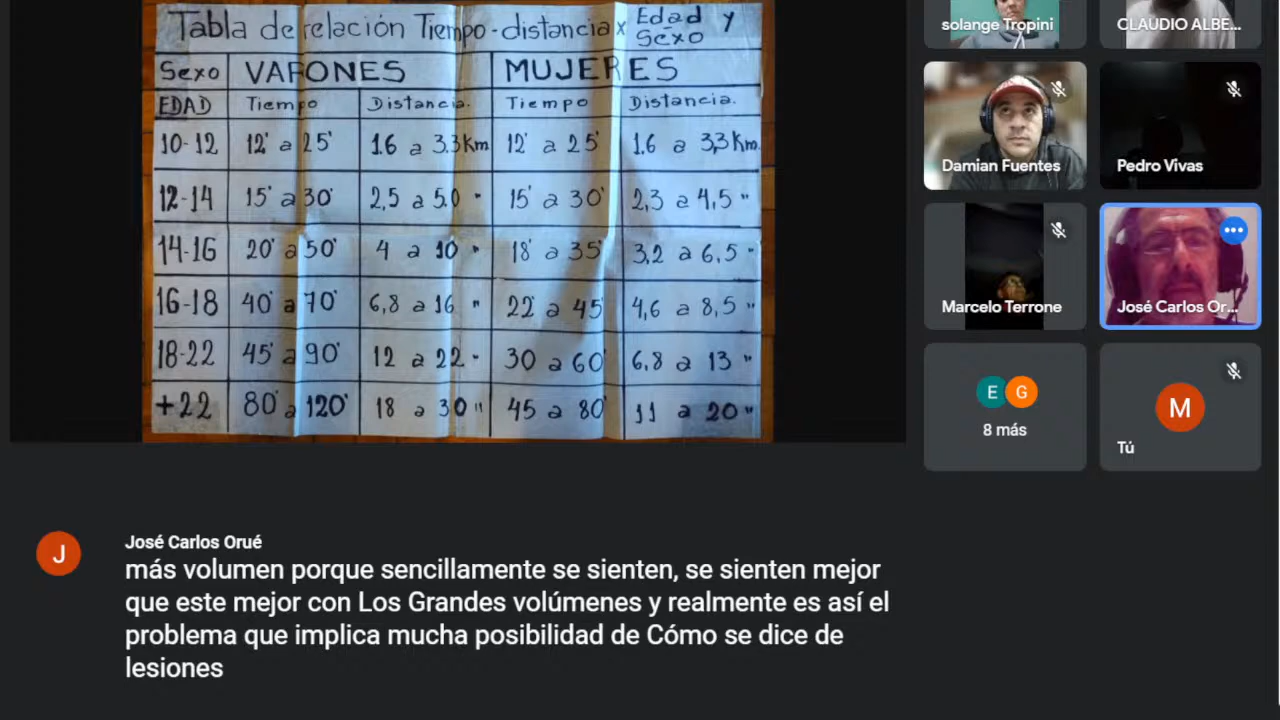 Tabla de relación Tiempo - distancia x Edad y Sexo
Sexo VARONES MUJERES
EDAD Tiempo Distancia. Tiempo Distancia.
10-12 12' a 25' 1.6 a 3.3 Km 12' a 25' 1.6 a 3,3 Km.
12-14 15' a 30' 2,5 a 5.0 " 15' a 30' 2,3 a 4,5 "
14-16 20' a 50' 4 a 10 " 18' a 35' 3,2 a 6,5 "
16-18 40' a 70' 6,8 a 16 " 22' a 45' 4,6 a 8,5 "
18-22 45' a 90' 12 a 22 " 30 a 60' 6,8 a 13 "
+22 80' a 120' 18 a 30 " 45 a 80' 11 a 20 "
solange Tropini
CLAUDIO ALBE...
Damian Fuentes
Pedro Vivas
Marcelo Terrone
José Carlos Or...
E G
8 más
M
Tú
J
José Carlos Orué
más volumen porque sencillamente se sienten, se sienten mejor
que este mejor con Los Grandes volúmenes y realmente es así el
problema que implica mucha posibilidad de Cómo se dice de
lesiones